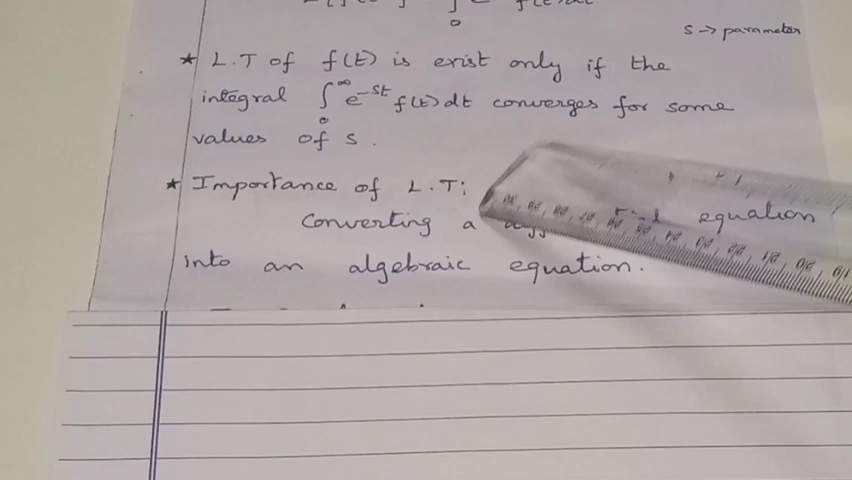 s → parameter
* L.T of f(t) is exist only if the
integral ∫₀^∞ e^-st f(t) dt converges for some
values of s.
* Importance of L.T:
Converting a equation
into an algebraic equation.